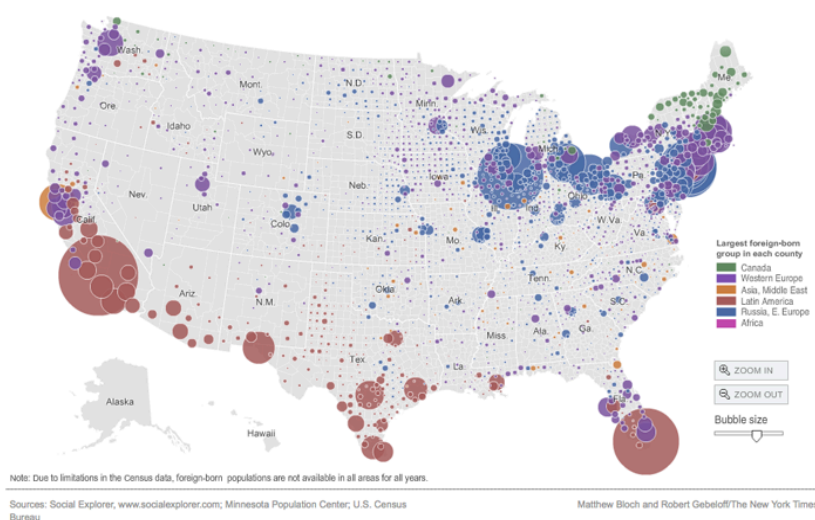 Wash.
Me.
Mont.
N.D.
Minn.
Ore.
Idaho
S.D.
Wis.
Mich.
N.Y.
Wyo.
Iowa
Pa.
Nev.
Utah
Neb.
Ill.
Ind.
Ohio
Calif.
Colo.
W.Va.
Kan.
Mo.
Ky.
Va.
Ariz.
N.M.
Okla.
Ark.
Tenn.
N.C.
S.C.
Miss.
Ala.
Ga.
Tex.
La.
Fla.
Alaska
Hawaii
Largest foreign-born
group in each county
Canada
Western Europe
Asia, Middle East
Latin America
Russia, E. Europe
Africa
ZOOM IN
ZOOM OUT
Bubble size
Note: Due to limitations in the Census data, foreign-born populations are not available in all areas for all years.
Sources: Social Explorer, www.socialexplorer.com; Minnesota Population Center; U.S. Census
Bureau
Matthew Bloch and Robert Gebeloff/The New York Times